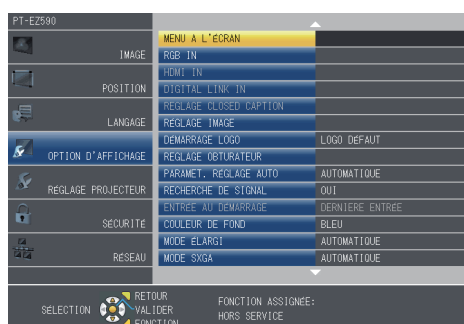 PT-EZ590
IMAGE
POSITION
LANGAGE
OPTION D'AFFICHAGE
RÉGLAGE PROJECTEUR
SÉCURITÉ
RÉSEAU
MENU A L'ÉCRAN
RGB IN
HDMI IN
DIGITAL LINK IN
RÉGLAGE CLOSED CAPTION
RÉGLAGE IMAGE
DÉMARRAGE LOGO LOGO DÉFAUT
RÉGLAGE OBTURATEUR
PARAMET. RÉGLAGE AUTO AUTOMATIQUE
RECHERCHE DE SIGNAL OUI
ENTRÉE AU DÉMARRAGE DERNIERE ENTRÉE
COULEUR DE FOND BLEU
MODE ÉLARGI AUTOMATIQUE
MODE SXGA AUTOMATIQUE
SÉLECTION
RETOUR
VALIDER
FONCTION
FONCTION ASSIGNÉE:
HORS SERVICE